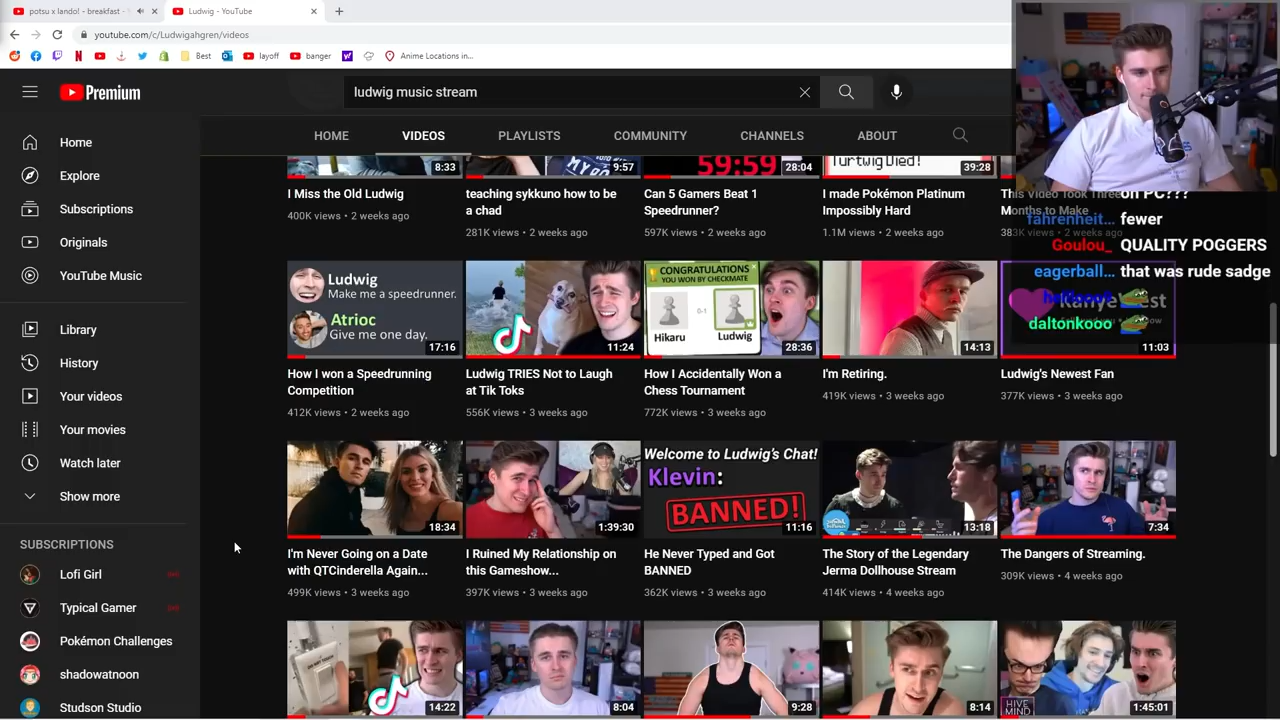 potsu x lando! - breakfast -
Ludwig - YouTube
youtube.com/c/Ludwigahgren/videos
Best
layoff
banger
Anime Locations in...
Premium
ludwig music stream
HOME
VIDEOS
PLAYLISTS
COMMUNITY
CHANNELS
ABOUT
Home
Explore
Subscriptions
Originals
YouTube Music
Library
History
Your videos
Your movies
Watch later
Show more
SUBSCRIPTIONS
Lofi Girl
Typical Gamer
Pokémon Challenges
shadowatnoon
Studson Studio
8:33
I Miss the Old Ludwig
400K views • 2 weeks ago
9:57
teaching sykkuno how to be
a chad
281K views • 2 weeks ago
59:59
28:04
Can 5 Gamers Beat 1
Speedrunner?
597K views • 2 weeks ago
Turtwig Died!
39:28
I made Pokémon Platinum
Impossibly Hard
1.1M views • 2 weeks ago
This Video Took Three
Months to Make
383K
on PC???
fahrenheit... fewer
Goulou_ QUALITY POGGERS
eagerball... that was rude sadge
daltonkooo
Ludwig
Make me a speedrunner.
Atrioc
Give me one day.
17:16
How I won a Speedrunning
Competition
412K views • 2 weeks ago
11:24
Ludwig TRIES Not to Laugh
at Tik Toks
556K views • 3 weeks ago
CONGRATULATIONS
YOU WON BY CHECKMATE
0-1
Hikaru
Ludwig
28:36
How I Accidentally Won a
Chess Tournament
772K views • 3 weeks ago
14:13
I'm Retiring.
419K views • 3 weeks ago
KanyeWest
11:03
Ludwig's Newest Fan
377K views • 3 weeks ago
18:34
I'm Never Going on a Date
with QTCinderella Again...
499K views • 3 weeks ago
1:39:30
I Ruined My Relationship on
this Gameshow...
397K views • 3 weeks ago
Welcome to Ludwig's Chat!
Klevin:
BANNED!
11:16
He Never Typed and Got
BANNED
362K views • 3 weeks ago
13:18
The Story of the Legendary
Jerma Dollhouse Stream
414K views • 4 weeks ago
7:34
The Dangers of Streaming.
309K views • 4 weeks ago
14:22
8:04
9:28
8:14
HIVE
MIND
1:45:01